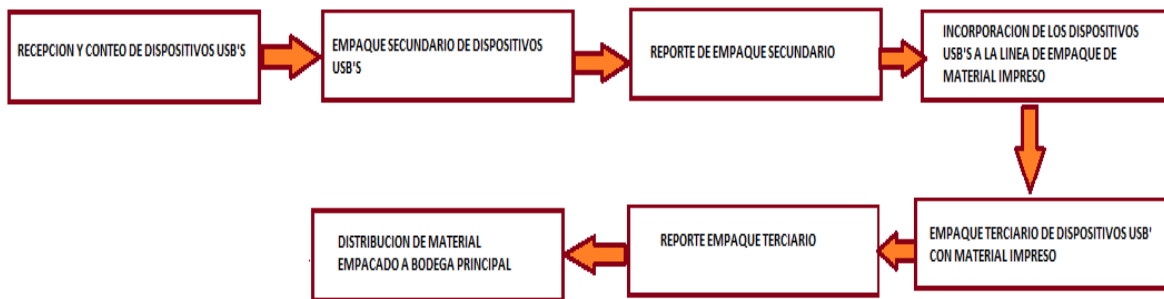 RECEPCION Y CONTEO DE DISPOSITIVOS USB'S
EMPAQUE SECUNDARIO DE DISPOSITIVOS
USB'S
REPORTE DE EMPAQUE SECUNDARIO
INCORPORACION DE LOS DISPOSITIVOS
USB'S A LA LINEA DE EMPAQUE DE
MATERIAL IMPRESO
EMPAQUE TERCIARIO DE DISPOSITIVOS USB'
CON MATERIAL IMPRESO
REPORTE EMPAQUE TERCIARIO
DISTRIBUCION DE MATERIAL
EMPACADO A BODEGA PRINCIPAL